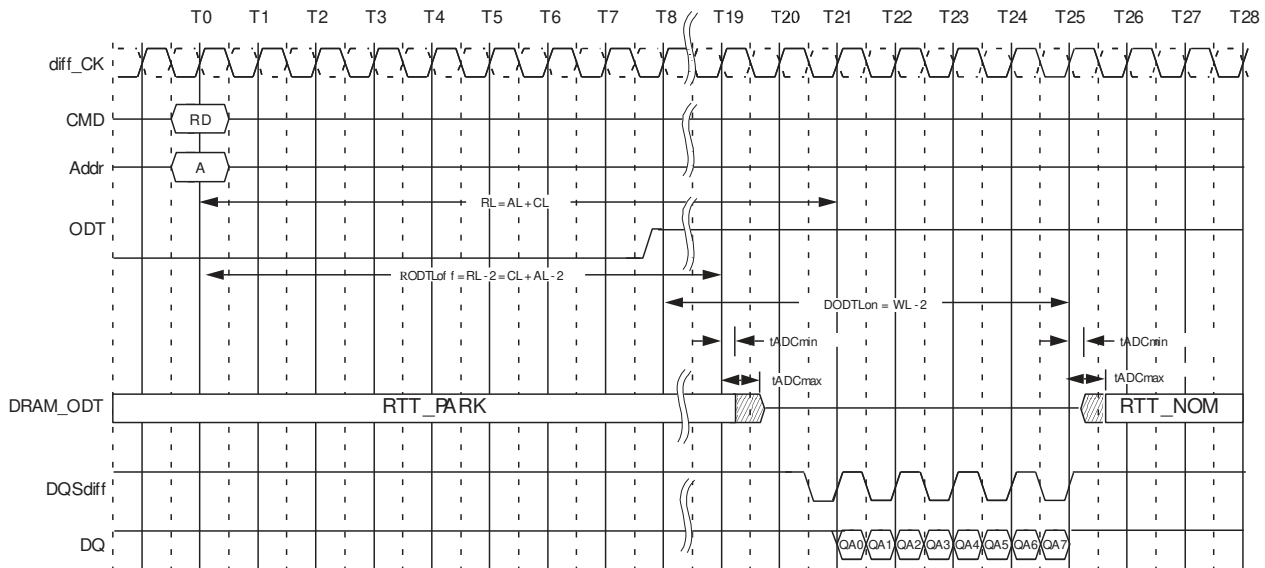 T0 T1 T2 T3 T4 T5 T6 T7 T8 T19 T20 T21 T22 T23 T24 T25 T26 T27 T28
diff_CK
CMD RD
Addr A
RL = AL + CL
ODT
RODTLof f = RL - 2 = CL + AL - 2
DODTLon = WL - 2
tADCmin tADCmin
tADCmax tADCmax
DRAM_ODT RTT_PARK RTT_NOM
DQSdiff
DQ QA0 QA1 QA2 QA3 QA4 QA5 QA6 QA7